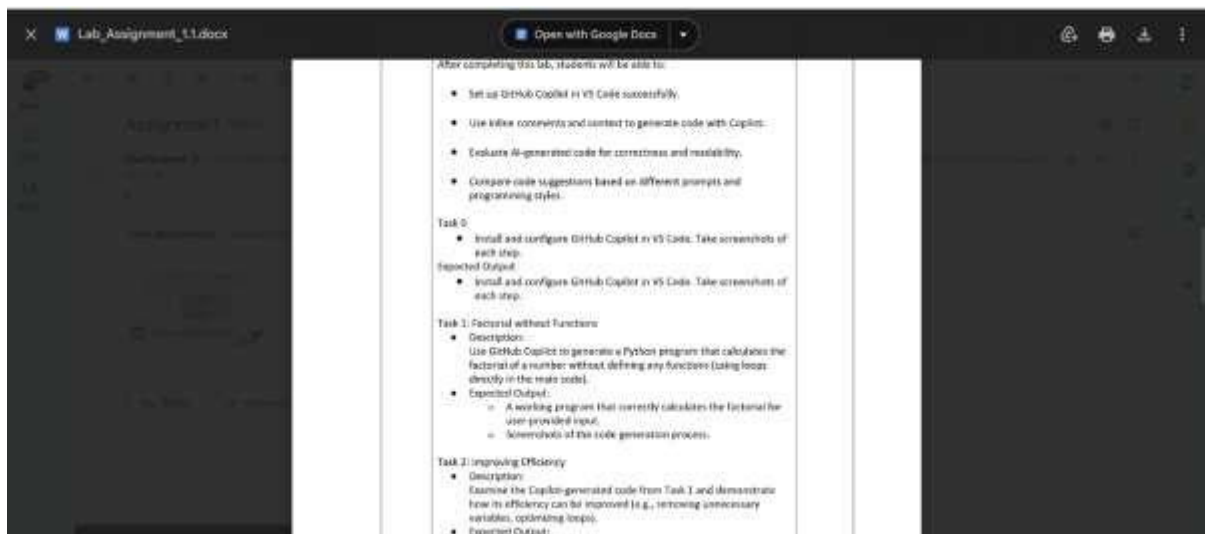 Lab_Assignment_1.1.docx
Open with Google Docs
After completing this lab, students will be able to:
Set up GitHub Copilot in VS Code successfully.
Use inline comments and context to generate code with Copilot.
Evaluate AI-generated code for correctness and readability.
Compare code suggestions based on different prompts and
programming styles.
Task 0
Install and configure GitHub Copilot in VS Code. Take screenshots of
each step.
Expected Output
Install and configure GitHub Copilot in VS Code. Take screenshots of
each step.
Task 1: Factorial without Functions
Description:
Use GitHub Copilot to generate a Python program that calculates the
factorial of a number without defining any functions (using loops
directly in the main code).
Expected Output:
A working program that correctly calculates the factorial for
user-provided input.
Screenshots of the code generation process.
Task 2: Improving Efficiency
Description:
Examine the Copilot-generated code from Task 1 and demonstrate
how its efficiency can be improved (e.g., removing unnecessary
variables, optimizing loops).
Expected Output: